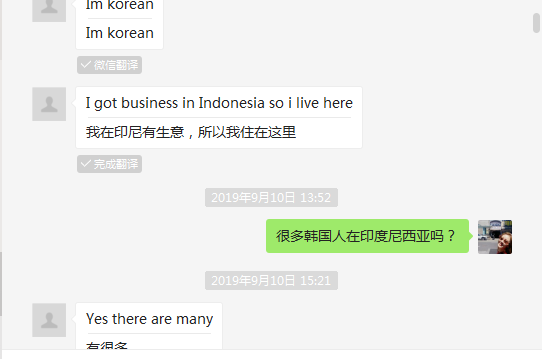 Im korean
Im korean
微信翻译
I got business in Indonesia so i live here
我在印尼有生意，所以我住在这里
完成翻译
2019年9月10日 13:52
很多韩国人在印度尼西亚吗？
2019年9月10日 15:21
Yes there are many
有很多